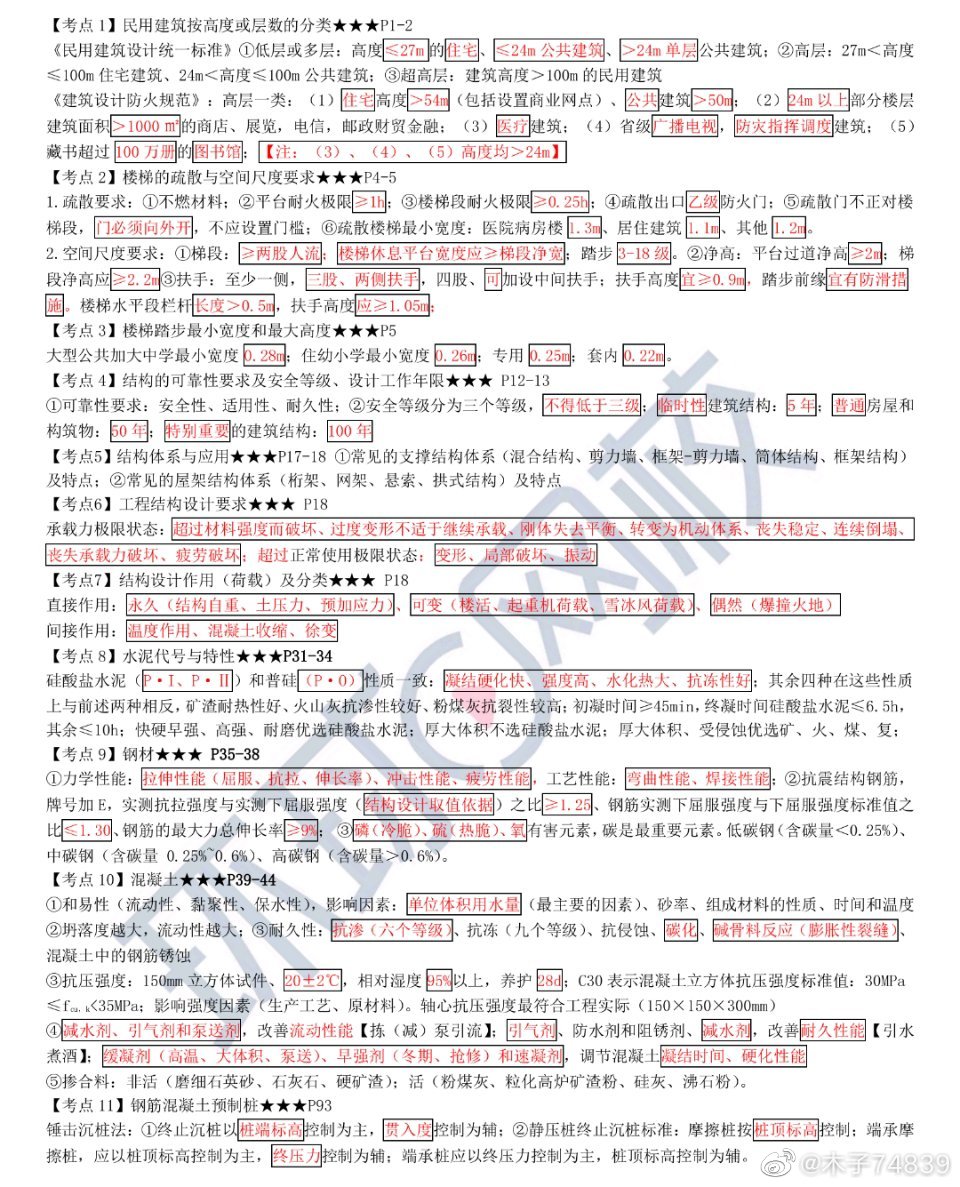 【考点 1】民用建筑按高度或层数的分类★★★P1-2
《民用建筑设计统一标准》①低层或多层：高度≤27m的住宅、≤24m公共建筑、>24m单层公共建筑；②高层：27m＜高度
≤100m住宅建筑、24m＜高度≤100m公共建筑；③超高层：建筑高度＞100m的民用建筑
《建筑设计防火规范》：高层一类：（1）住宅高度>54m（包括设置商业网点）、公共建筑>50m；（2）24m以上部分楼层
建筑面积>1000㎡的商店、展览，电信，邮政财贸金融；（3）医疗建筑；（4）省级广播电视，防灾指挥调度建筑；（5）
藏书超过100万册的图书馆；【注：（3）、（4）、（5）高度均>24m】
【考点 2】楼梯的疏散与空间尺度要求★★★P4-5
1.疏散要求：①不燃材料；②平台耐火极限≥1h；③楼梯段耐火极限≥0.25h；④疏散出口乙级防火门；⑤疏散门不正对楼
梯段，门必须向外开，不应设置门槛；⑥疏散楼梯最小宽度：医院病房楼 1.3m、居住建筑 1.1m、其他 1.2m。
2.空间尺度要求：①梯段：≥两股人流；楼梯休息平台宽度应≥梯段净宽；踏步 3-18 级。②净高：平台过道净高≥2m；梯
段净高应≥2.2m③扶手：至少一侧，三股、两侧扶手，四股、可加设中间扶手；扶手高度宜≥0.9m，踏步前缘宜有防滑措
施。楼梯水平段栏杆长度>0.5m，扶手高度应≥1.05m；
【考点 3】楼梯踏步最小宽度和最大高度★★★P5
大型公共加大中学最小宽度 0.28m；住幼小学最小宽度 0.26m；专用 0.25m；套内 0.22m。
【考点 4】结构的可靠性要求及安全等级、设计工作年限★★★ P12-13
①可靠性要求：安全性、适用性、耐久性；②安全等级分为三个等级，不得低于三级；临时性建筑结构：5 年；普通房屋和
构筑物：50 年；特别重要的建筑结构：100 年
【考点5】结构体系与应用★★★P17-18 ①常见的支撑结构体系（混合结构、剪力墙、框架-剪力墙、筒体结构、框架结构）
及特点；②常见的屋架结构体系（桁架、网架、悬索、拱式结构）及特点
【考点6】工程结构设计要求★★★ P18
承载力极限状态：超过材料强度而破坏、过度变形不适于继续承载、刚体失去平衡、转变为机动体系、丧失稳定、连续倒塌、
丧失承载力破坏、疲劳破坏；超过正常使用极限状态；变形、局部破坏、振动
【考点7】结构设计作用（荷载）及分类★★★ P18
直接作用：永久（结构自重、土压力、预加应力）、可变（楼活、起重机荷载、雪冰风荷载）、偶然（爆撞火地）
间接作用：温度作用、混凝土收缩、徐变
【考点 8】水泥代号与特性★★★P31-34
硅酸盐水泥（P·Ⅰ、P·Ⅱ）和普硅（P·O）性质一致：凝结硬化快、强度高、水化热大、抗冻性好；其余四种在这些性质
上与前述两种相反，矿渣耐热性好、火山灰抗渗性较好、粉煤灰抗裂性较高；初凝时间≥45min，终凝时间硅酸盐水泥≤6.5h，
其余≤10h；快硬早强、高强、耐磨优选硅酸盐水泥；厚大体积不选硅酸盐水泥；厚大体积、受侵蚀优选矿、火、煤、复；
【考点 9】钢材★★★ P35-38
①力学性能：拉伸性能（屈服、抗拉、伸长率）、冲击性能、疲劳性能，工艺性能：弯曲性能、焊接性能；②抗震结构钢筋，
牌号加E，实测抗拉强度与实测下屈服强度（结构设计取值依据）之比≥1.25、钢筋实测下屈服强度与下屈服强度标准值之
比≤1.30、钢筋的最大力总伸长率≥9%；③磷（冷脆）、硫（热脆）、氧有害元素，碳是最重要元素。低碳钢（含碳量＜0.25%）、
中碳钢（含碳量 0.25%~0.6%）、高碳钢（含碳量＞0.6%）。
【考点 10】混凝土★★★P39-44
①和易性（流动性、黏聚性、保水性），影响因素：单位体积用水量（最主要的因素）、砂率、组成材料的性质、时间和温度
②坍落度越大，流动性越大；③耐久性：抗渗（六个等级）、抗冻（九个等级）、抗侵蚀、碳化、碱骨料反应（膨胀性裂缝）、
混凝土中的钢筋锈蚀
③抗压强度：150mm立方体试件、20±2℃，相对湿度95%以上，养护 28d；C30 表示混凝土立方体抗压强度标准值：30MPa
≤fcu.k<35MPa；影响强度因素（生产工艺、原材料）。轴心抗压强度最符合工程实际（150×150×300mm）
④减水剂、引气剂和泵送剂，改善流动性能【拣（减）泵引流】；引气剂、防水剂和阻锈剂、减水剂，改善耐久性能【引水
煮酒】；缓凝剂（高温、大体积、泵送）、早强剂（冬期、抢修）和速凝剂，调节混凝土凝结时间、硬化性能
⑤掺合料：非活（磨细石英砂、石灰石、硬矿渣）；活（粉煤灰、粒化高炉矿渣粉、硅灰、沸石粉）。
【考点 11】钢筋混凝土预制桩★★★P93
锤击沉桩法：①终止沉桩以桩端标高控制为主，贯入度控制为辅；②静压桩终止沉桩标准：摩擦桩按桩顶标高控制；端承摩
擦桩，应以桩顶标高控制为主，终压力控制为辅；端承桩应以终压力控制为主，桩顶标高控制为辅。
环球网校
@木子74839